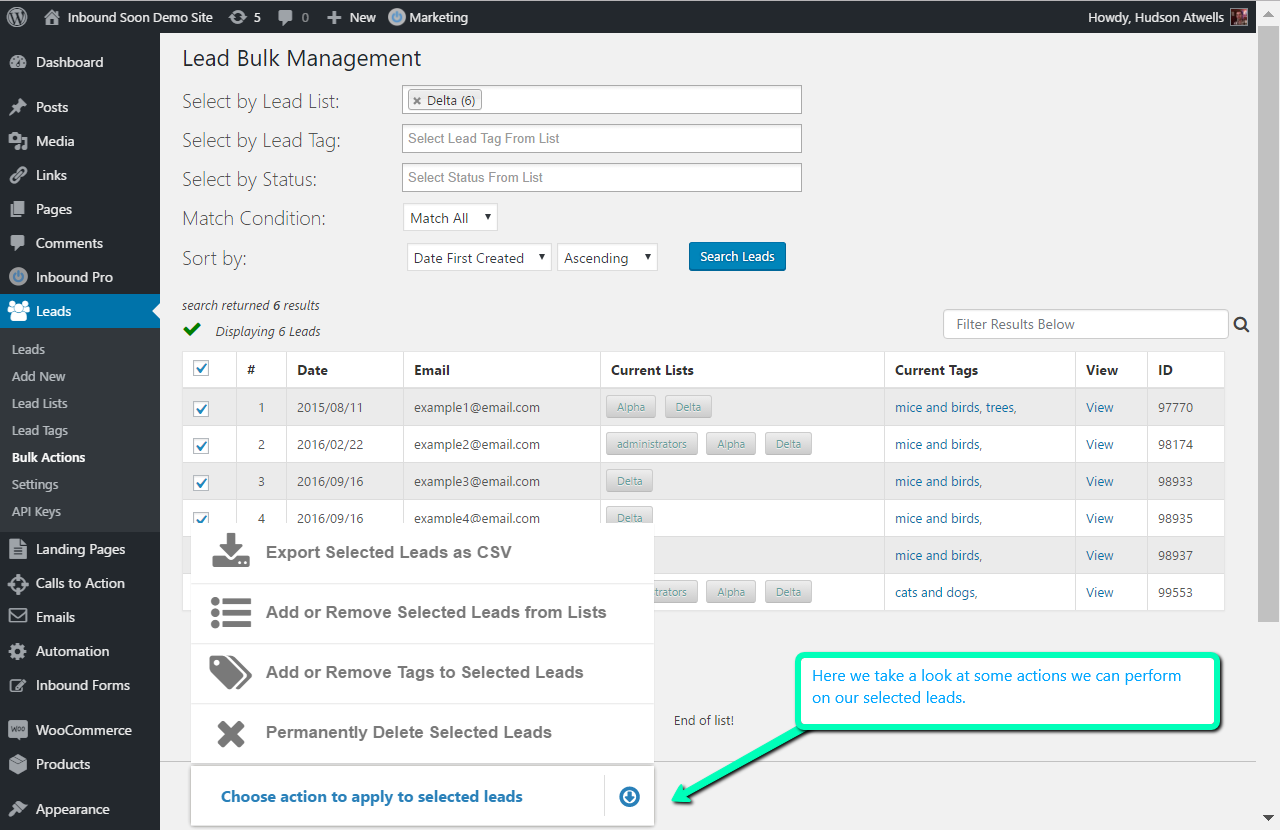 Inbound Soon Demo Site 5 0 New Marketing Howdy, Hudson Atwells
Dashboard
Posts
Media
Links
Pages
Comments
Inbound Pro
Leads
Leads
Add New
Lead Lists
Lead Tags
Bulk Actions
Settings
API Keys
Landing Pages
Calls to Action
Emails
Automation
Inbound Forms
WooCommerce
Products
Appearance
Lead Bulk Management
Select by Lead List: × Delta (6)
Select by Lead Tag: Select Lead Tag From List
Select by Status: Select Status From List
Match Condition: Match All
Sort by: Date First Created Ascending Search Leads
search returned 6 results
Displaying 6 Leads
Filter Results Below
# Date Email Current Lists Current Tags View ID
1 2015/08/11 example1@email.com Alpha Delta mice and birds, trees, View 97770
2 2016/02/22 example2@email.com administrators Alpha Delta mice and birds, View 98174
3 2016/09/16 example3@email.com Delta mice and birds, View 98933
4 2016/09/16 example4@email.com Delta mice and birds, View 98935
mice and birds, View 98937
trators Alpha Delta cats and dogs, View 99553
Export Selected Leads as CSV
Add or Remove Selected Leads from Lists
Add or Remove Tags to Selected Leads
Permanently Delete Selected Leads
Choose action to apply to selected leads
End of list!
Here we take a look at some actions we can perform
on our selected leads.